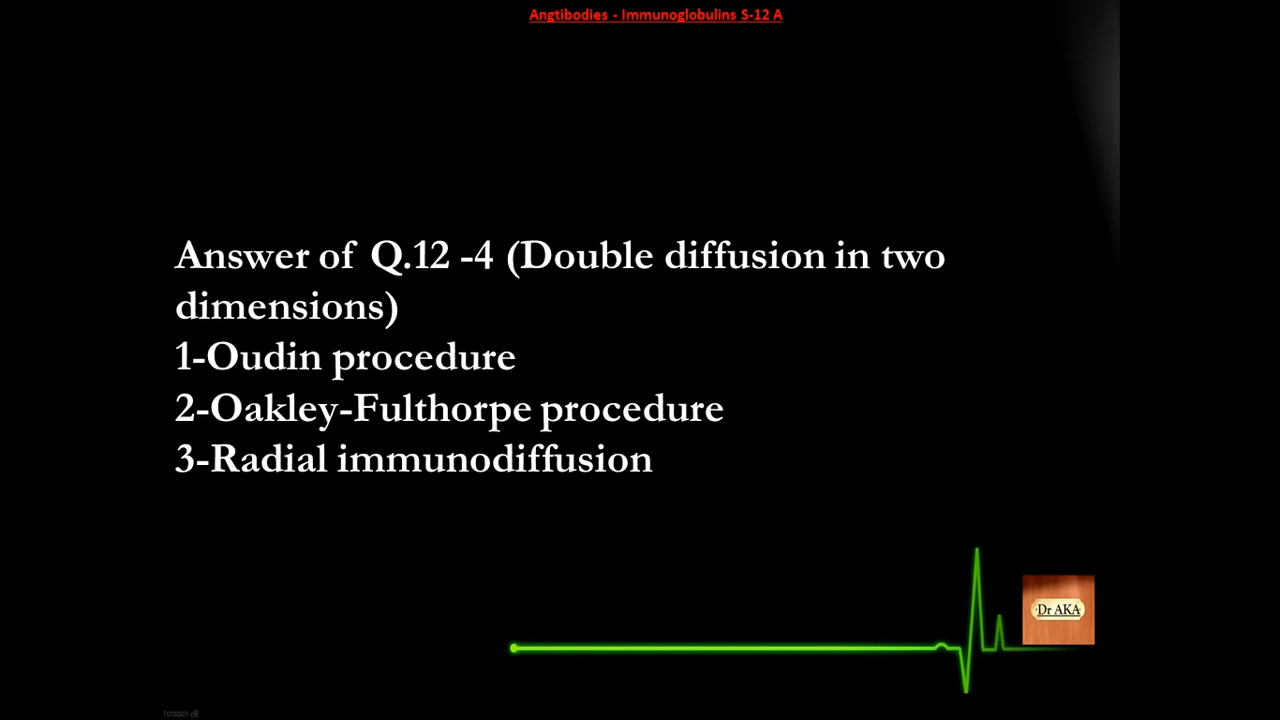 Angtibodies - Immunoglobulins S-12 A
Answer of Q.12 -4 (Double diffusion in two
dimensions)
1-Oudin procedure
2-Oakley-Fulthorpe procedure
3-Radial immunodiffusion
Dr AKA